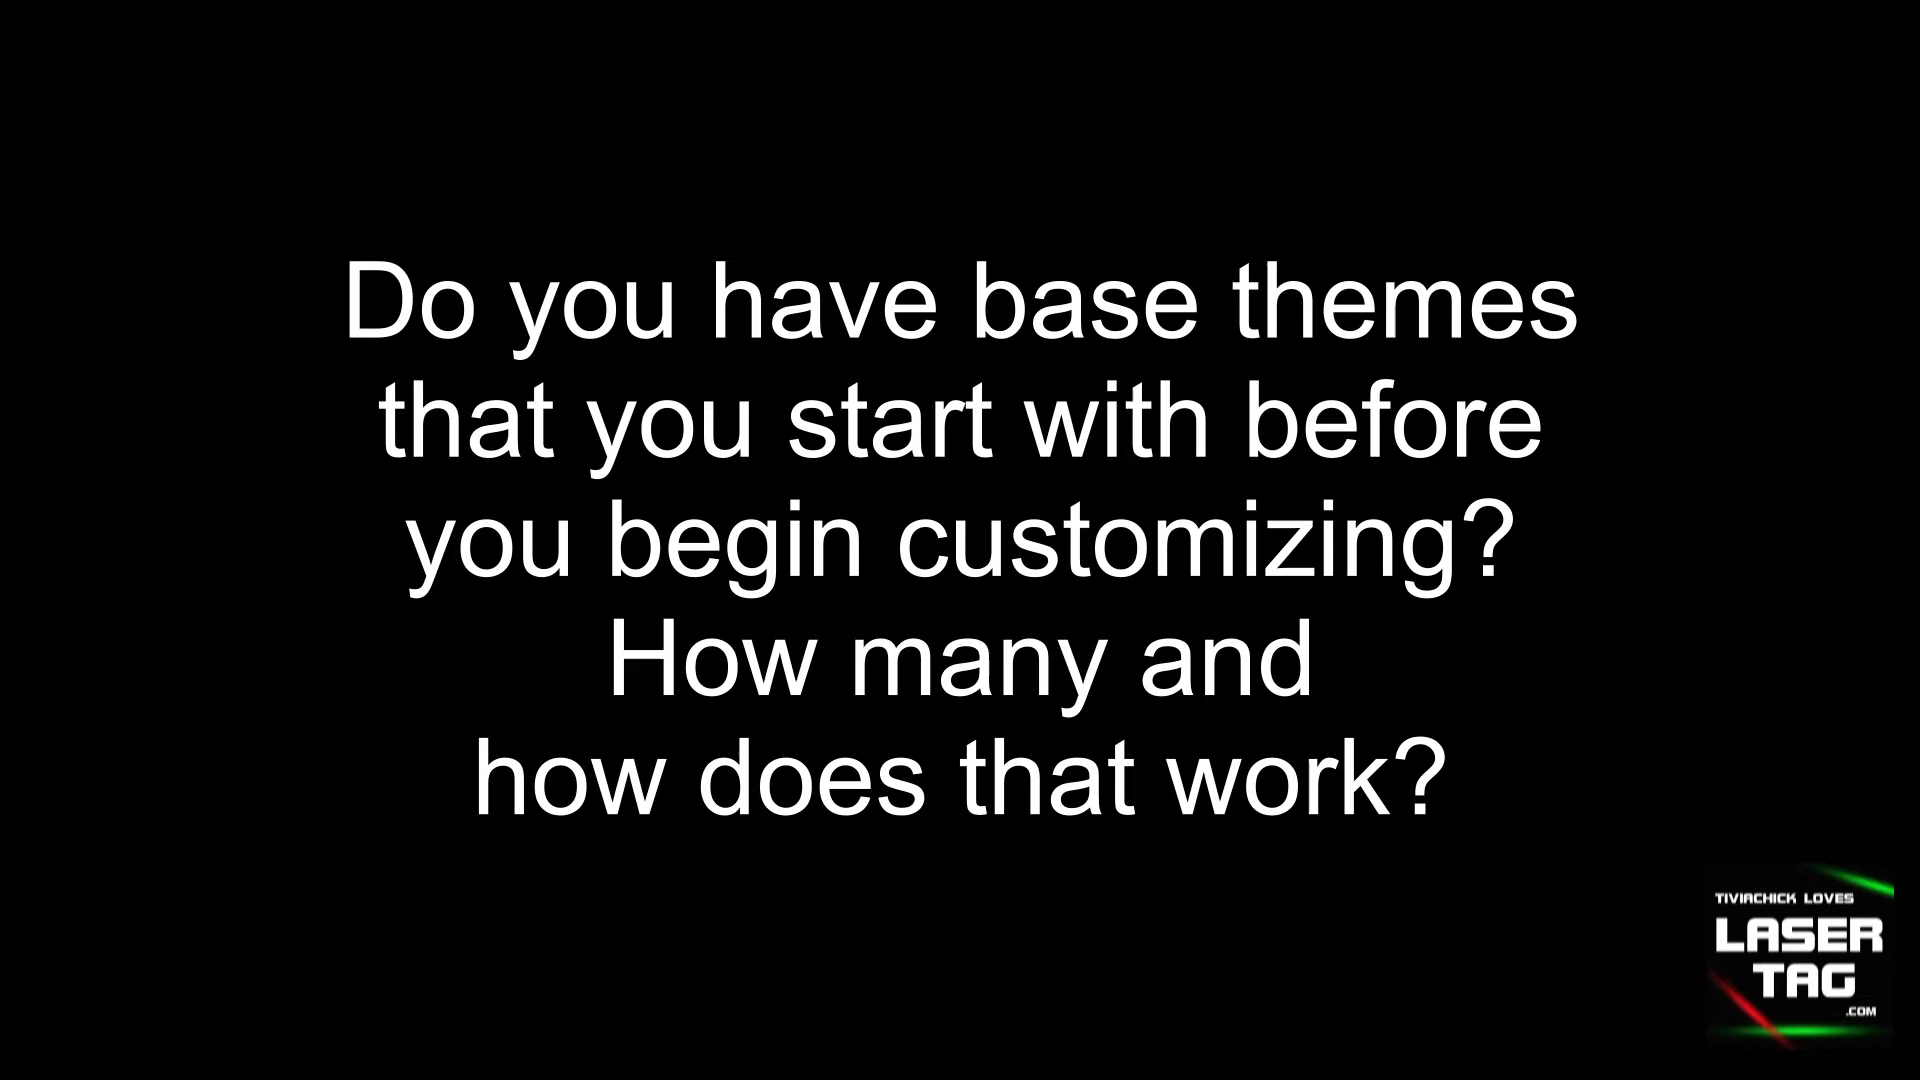 Do you have base themes
that you start with before
you begin customizing?
How many and
how does that work?
TIVIACHICK LOVES
LASER
TAG
.COM